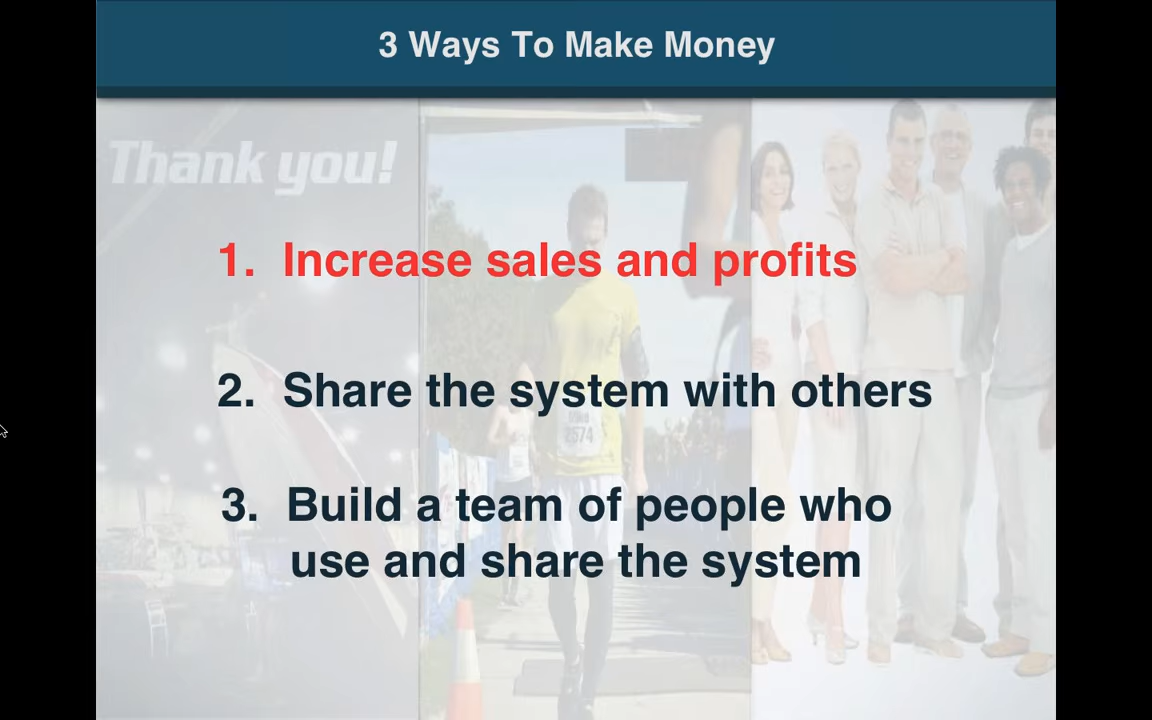 3 Ways To Make Money
Thank you!
1. Increase sales and profits
2. Share the system with others
3. Build a team of people who
use and share the system
2574